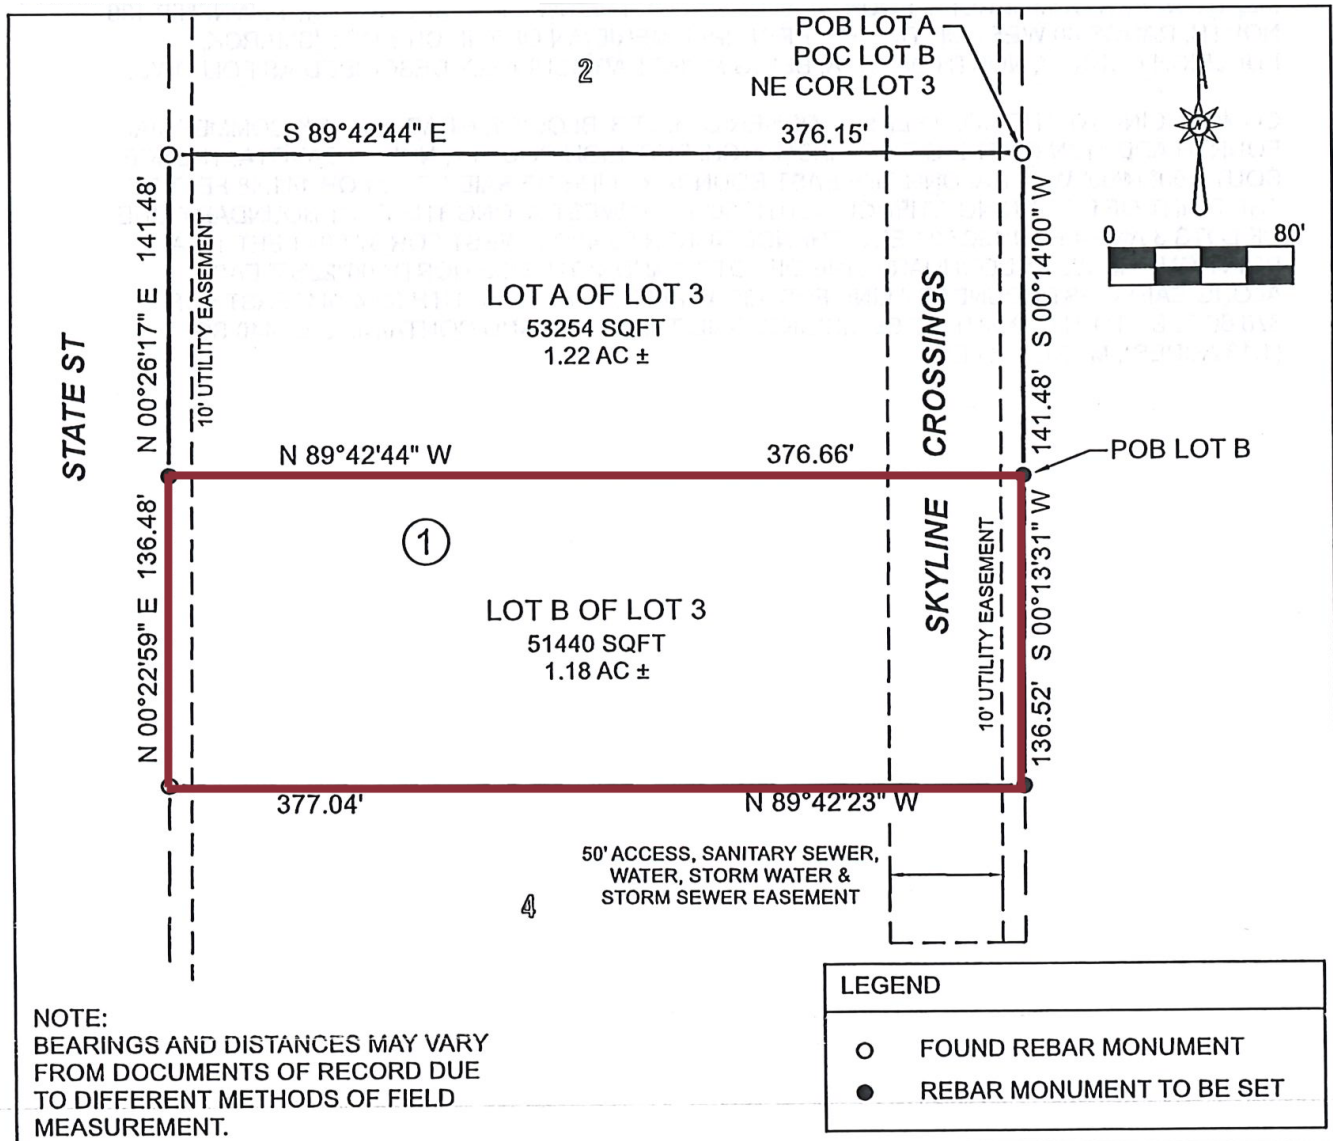 POB LOT A
POC LOT B
NE COR LOT 3
2
S 89°42'44" E
376.15'
0
80'
N 00°26'17" E 141.48'
10' UTILITY EASEMENT
LOT A OF LOT 3
53254 SQFT
1.22 AC ±
STATE ST
SKYLINE CROSSINGS
141.48' S 00°14'00" W
N 89°42'44" W
376.66'
POB LOT B
N 00°22'59" E 136.48'
1
LOT B OF LOT 3
51440 SQFT
1.18 AC ±
10' UTILITY EASEMENT
136.52' S 00°13'31" W
377.04'
N 89°42'23" W
50' ACCESS, SANITARY SEWER,
WATER, STORM WATER &
STORM SEWER EASEMENT
4
NOTE:
BEARINGS AND DISTANCES MAY VARY
FROM DOCUMENTS OF RECORD DUE
TO DIFFERENT METHODS OF FIELD
MEASUREMENT.
LEGEND
FOUND REBAR MONUMENT
REBAR MONUMENT TO BE SET
N